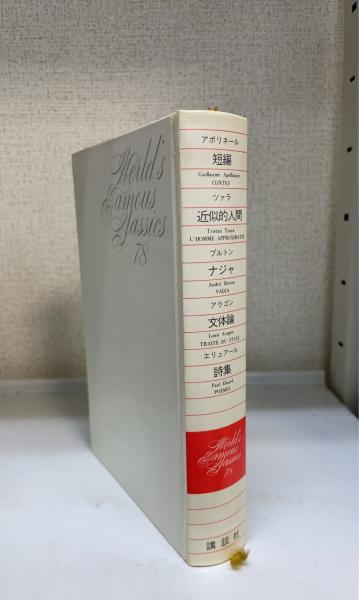 World's
Famous
Classics
78
アポリネール
短編
Guillaume Apollinaire
CONTES
ツァラ
近似的人間
Tristan Tzara
L'HOMME APPROXIMATIF
ブルトン
ナジャ
André Breton
NADJA
アラゴン
文体論
Louis Aragon
TRAITÉ DU STYLE
エリュアール
詩集
Paul Éluard
POÈMES
World's
Famous
Classics
78
講談社